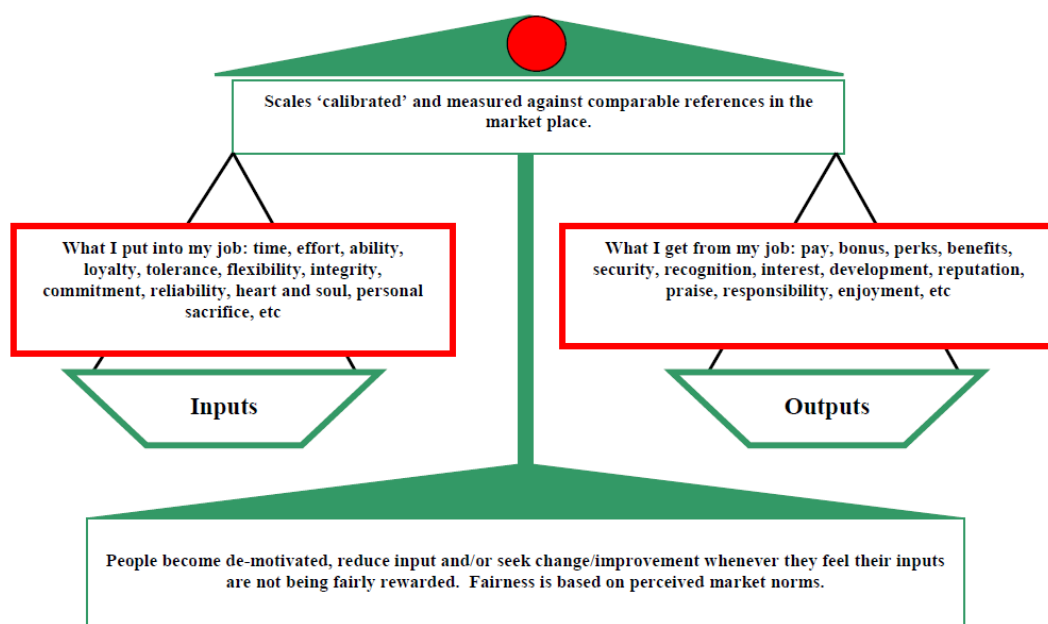 Scales ‘calibrated’ and measured against comparable references in the
market place.
What I put into my job: time, effort, ability,
loyalty, tolerance, flexibility, integrity,
commitment, reliability, heart and soul, personal
sacrifice, etc
What I get from my job: pay, bonus, perks, benefits,
security, recognition, interest, development, reputation,
praise, responsibility, enjoyment, etc
Inputs
Outputs
People become de-motivated, reduce input and/or seek change/improvement whenever they feel their inputs
are not being fairly rewarded.  Fairness is based on perceived market norms.